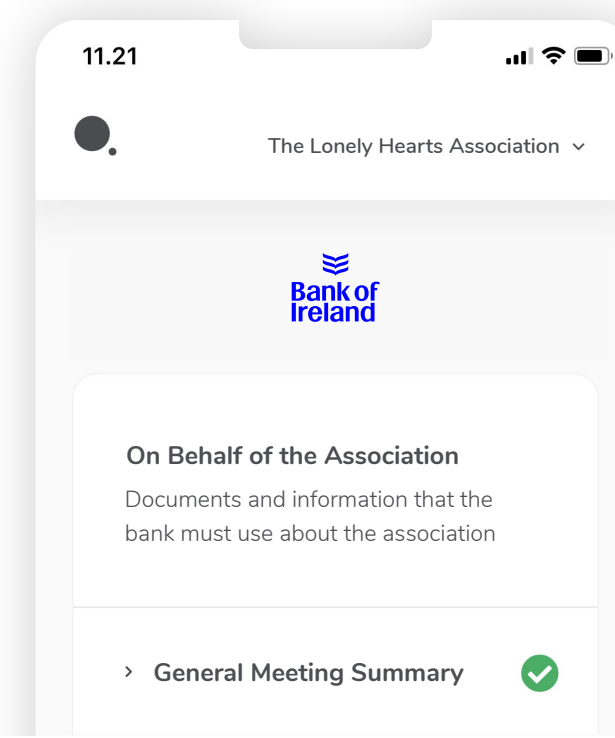 11.21
The Lonely Hearts Association
Bank of
Ireland
On Behalf of the Association
Documents and information that the
bank must use about the association
General Meeting Summary